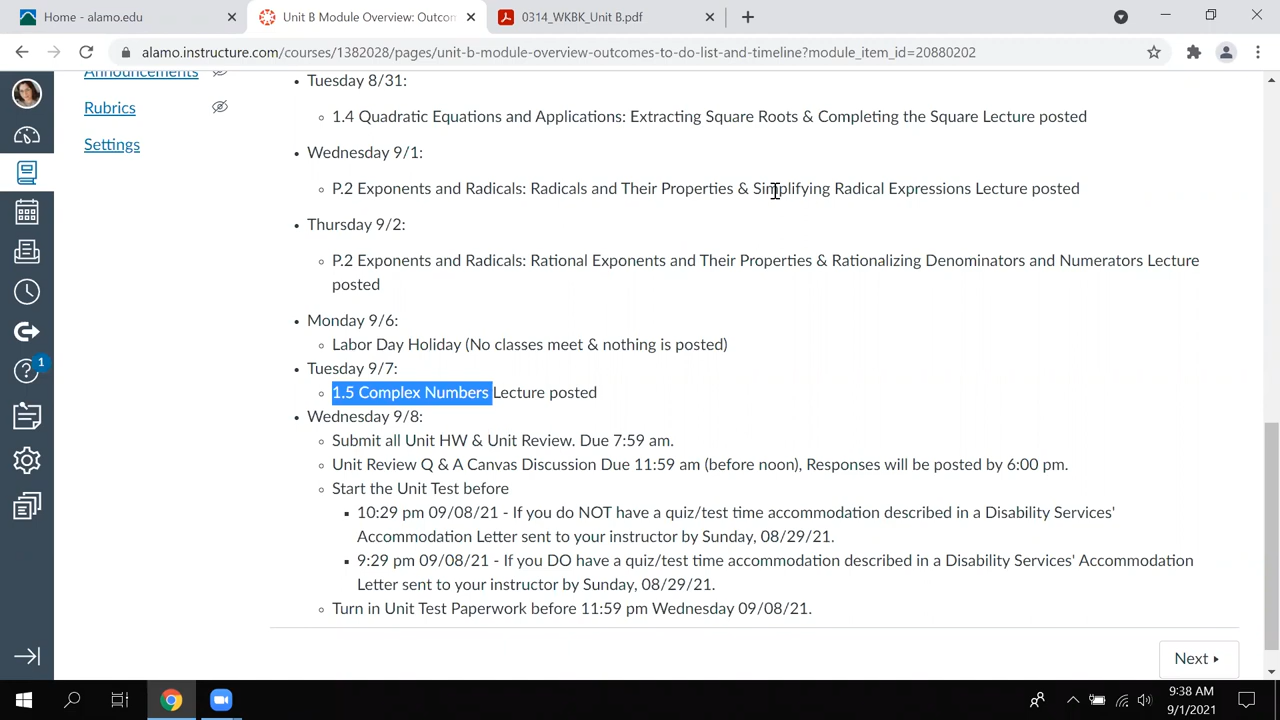 Home - alamo.edu
Unit B Module Overview: Outcom
0314_WKBK_Unit B.pdf
alamo.instructure.com/courses/1382028/pages/unit-b-module-overview-outcomes-to-do-list-and-timeline?module_item_id=20880202
Announcements
Rubrics
Settings
1
Tuesday 8/31:
1.4 Quadratic Equations and Applications: Extracting Square Roots & Completing the Square Lecture posted
Wednesday 9/1:
P.2 Exponents and Radicals: Radicals and Their Properties & Simplifying Radical Expressions Lecture posted
Thursday 9/2:
P.2 Exponents and Radicals: Rational Exponents and Their Properties & Rationalizing Denominators and Numerators Lecture
posted
Monday 9/6:
Labor Day Holiday (No classes meet & nothing is posted)
Tuesday 9/7:
1.5 Complex Numbers Lecture posted
Wednesday 9/8:
Submit all Unit HW & Unit Review. Due 7:59 am.
Unit Review Q & A Canvas Discussion Due 11:59 am (before noon), Responses will be posted by 6:00 pm.
Start the Unit Test before
10:29 pm 09/08/21 - If you do NOT have a quiz/test time accommodation described in a Disability Services'
Accommodation Letter sent to your instructor by Sunday, 08/29/21.
9:29 pm 09/08/21 - If you DO have a quiz/test time accommodation described in a Disability Services' Accommodation
Letter sent to your instructor by Sunday, 08/29/21.
Turn in Unit Test Paperwork before 11:59 pm Wednesday 09/08/21.
Next
9:38 AM
9/1/2021